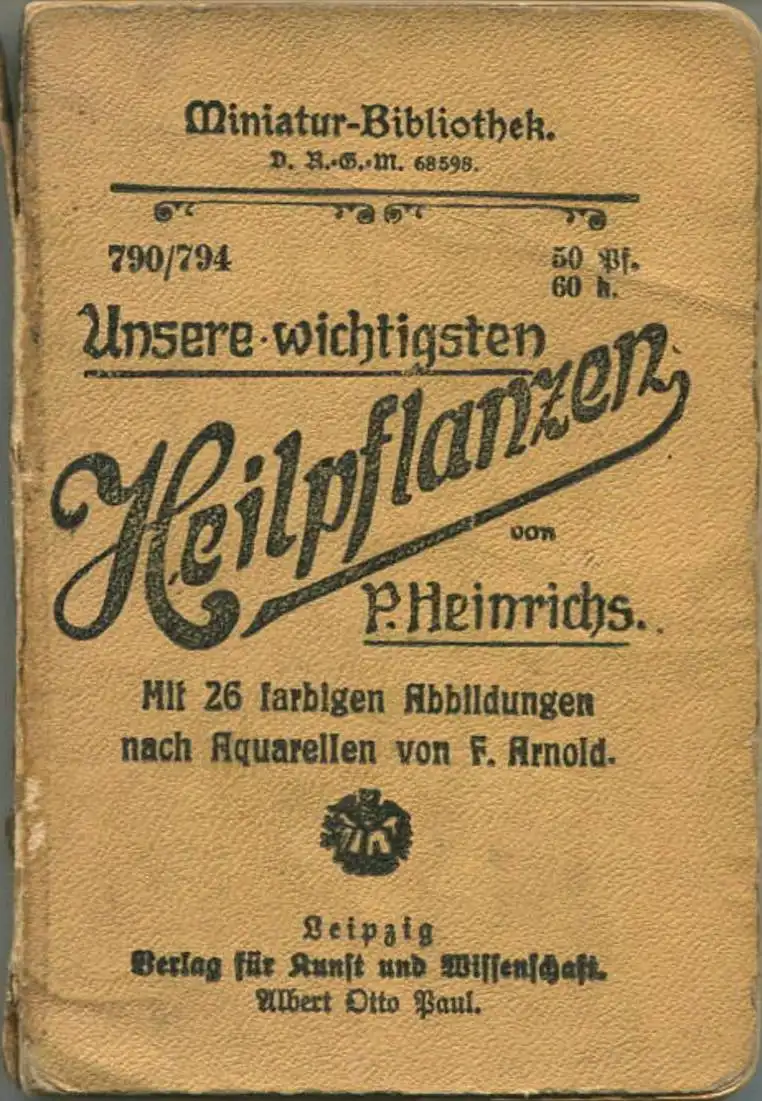 Miniatur-Bibliothek.
D. R.-G.-M. 68598.
790/794
50 Pf.
60 h.
Unsere wichtigsten
Heilpflanzen
von
P. Heinrichs.
Mit 26 farbigen Abbildungen
nach Aquarellen von F. Arnold.
Leipzig
Verlag für Kunst und Wissenschaft.
Albert Otto Paul.